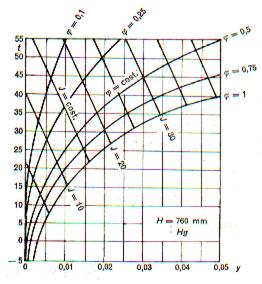 φ = 0,1
φ = 0,25
φ = 0,5
φ = 0,75
φ = 1
t
55
50
45
40
35
30
25
20
15
10
5
0
−5
J = cost.
φ = cost.
J = 30
J = 20
J = 10
H = 760 mm
Hg
0
0,01
0,02
0,03
0,04
0,05
y